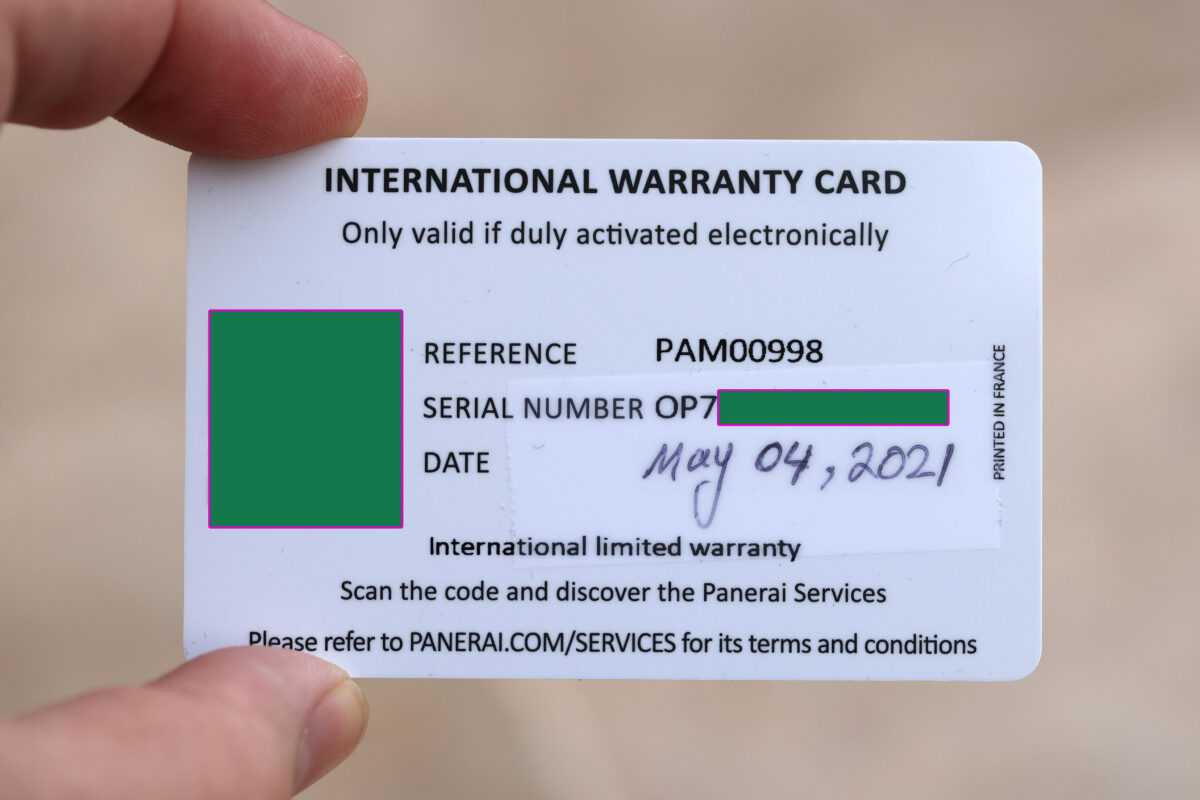 INTERNATIONAL WARRANTY CARD
Only valid if duly activated electronically
REFERENCE PAM00998
SERIAL NUMBER OP7
DATE May 04, 2021
PRINTED IN FRANCE
International limited warranty
Scan the code and discover the Panerai Services
Please refer to PANERAI.COM/SERVICES for its terms and conditions